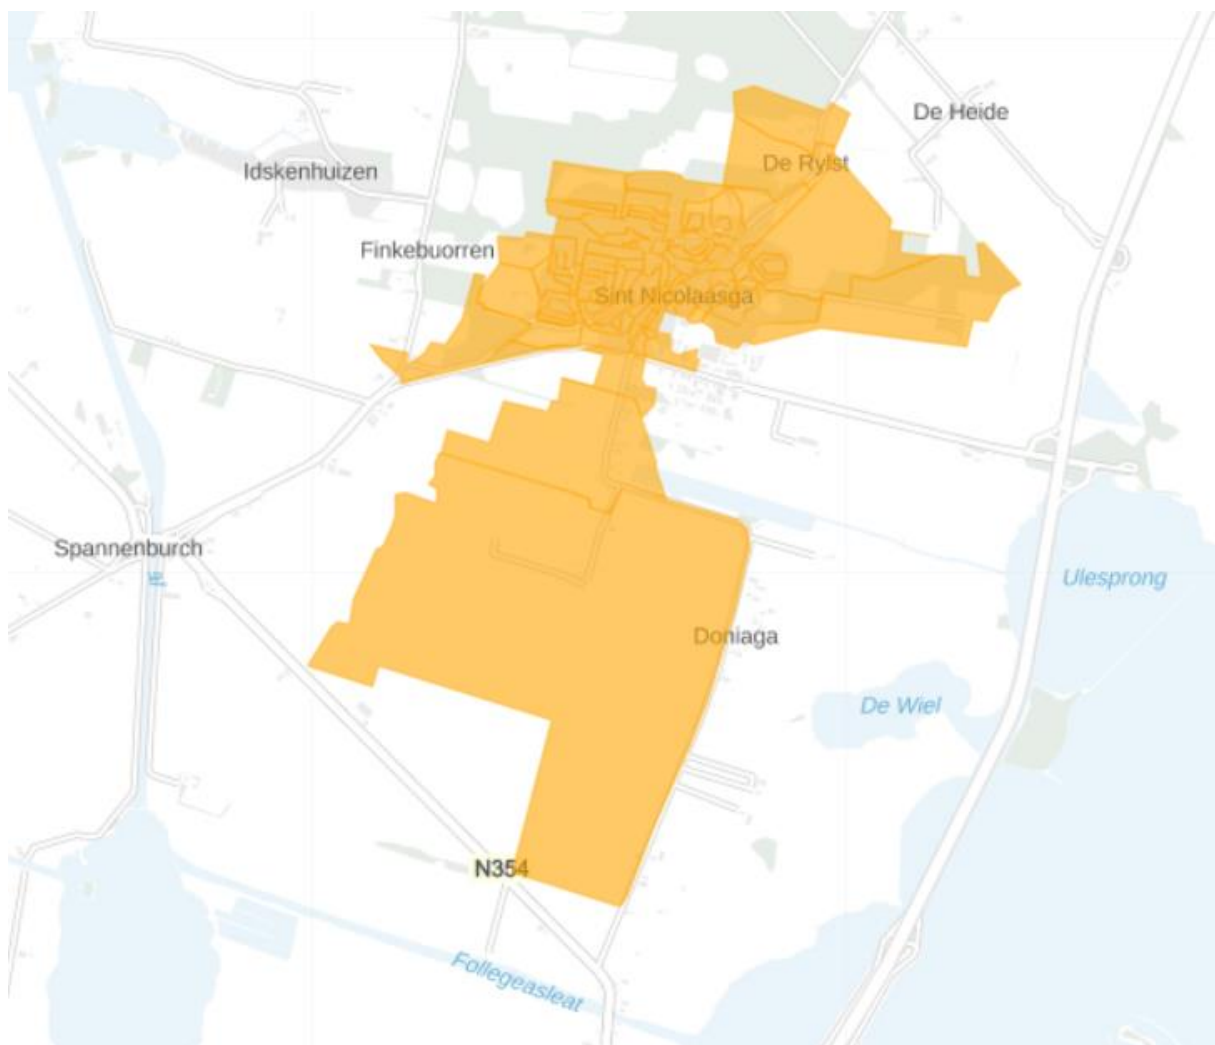 De Heide
De Rylst
Idskenhuizen
Finkebuorren
Sint Nicolaasga
Spannenburch
Ulesprong
Doniaga
De Wiel
N354
Follegeasleat